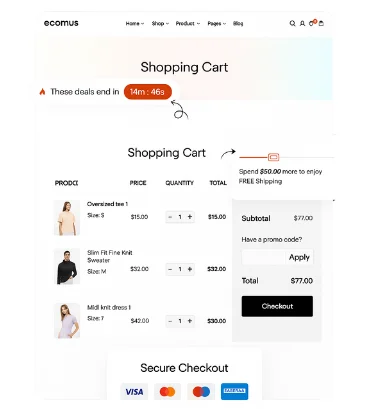 ecomus
Home Shop Product Pages Blog
Shopping Cart
These deals end in 14m : 46s
Shopping Cart
Spend $50.00 more to enjoy
FREE Shipping
PRODUC PRICE QUANTITY TOTAL
Oversized tee 1
Size: S
$15.00 - 1 + $15.00
Slim Fit Fine Knit
Sweater
Size: M
$32.00 - 1 + $32.00
Midi knit dress 1
Size: 7
$42.00 - 1 + $30.00
Subtotal $77.00
Have a promo code?
Apply
Total $77.00
Checkout
Secure Checkout
VISA